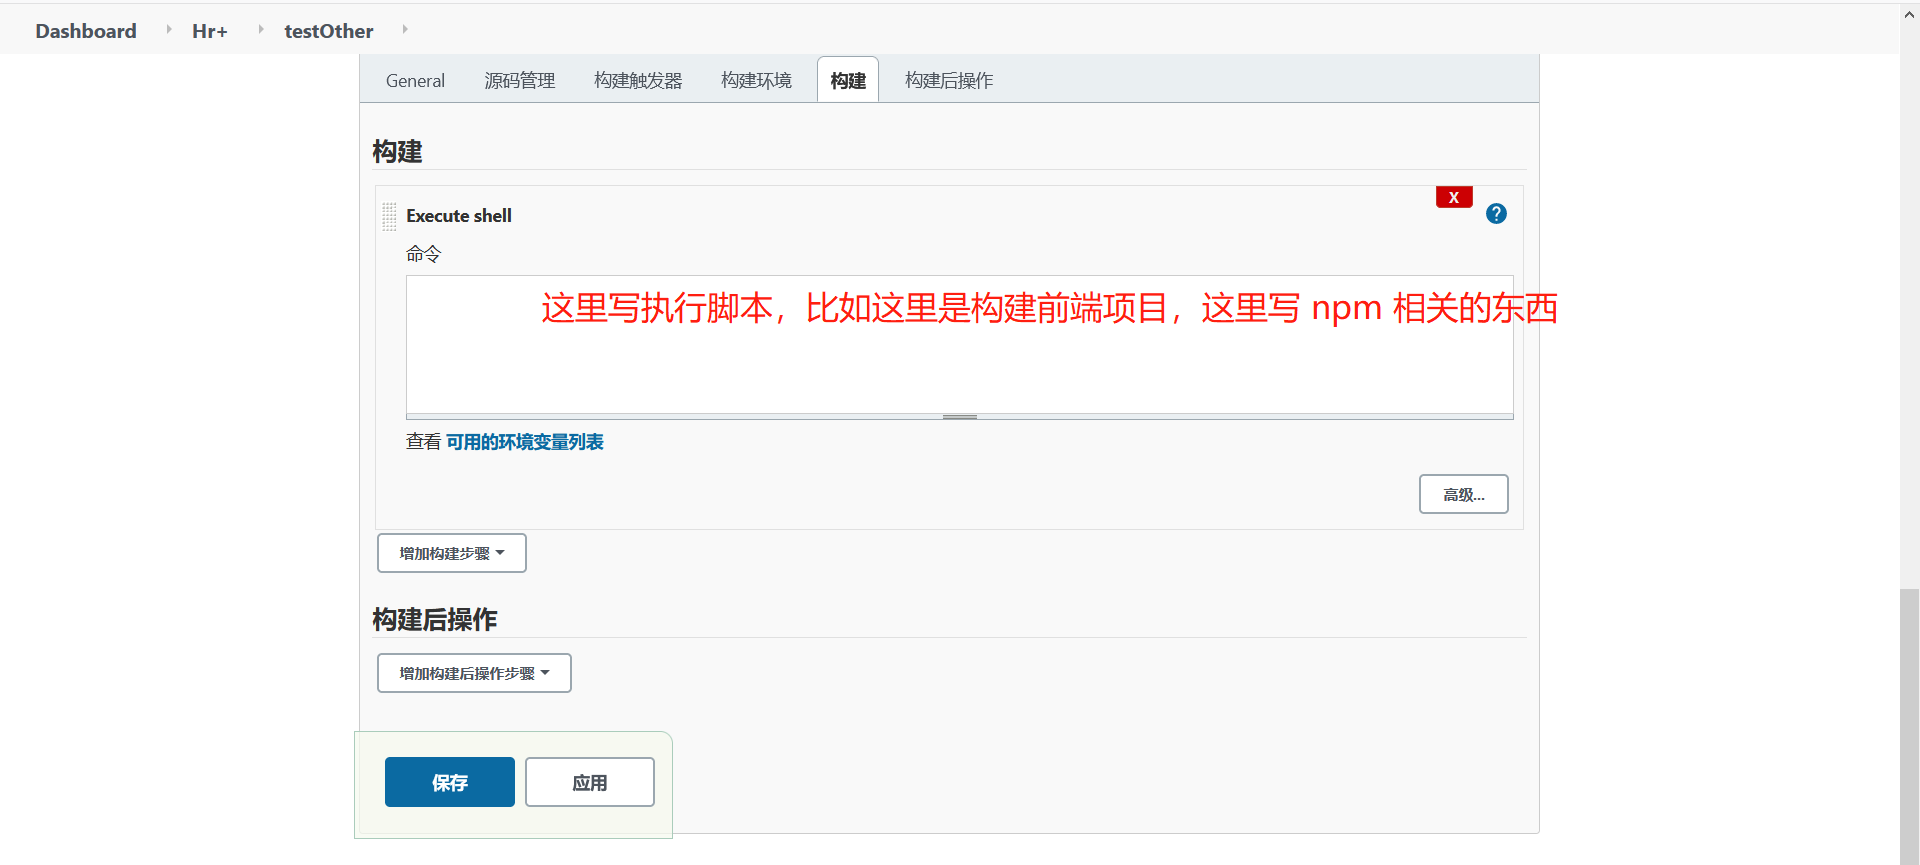 Dashboard Hr+ testOther
General 源码管理 构建触发器 构建环境 构建 构建后操作
构建
X
Execute shell ?
命令
这里写执行脚本，比如这里是构建前端项目，这里写 npm 相关的东西
查看 可用的环境变量列表
高级...
增加构建步骤
构建后操作
增加构建后操作步骤
保存 应用